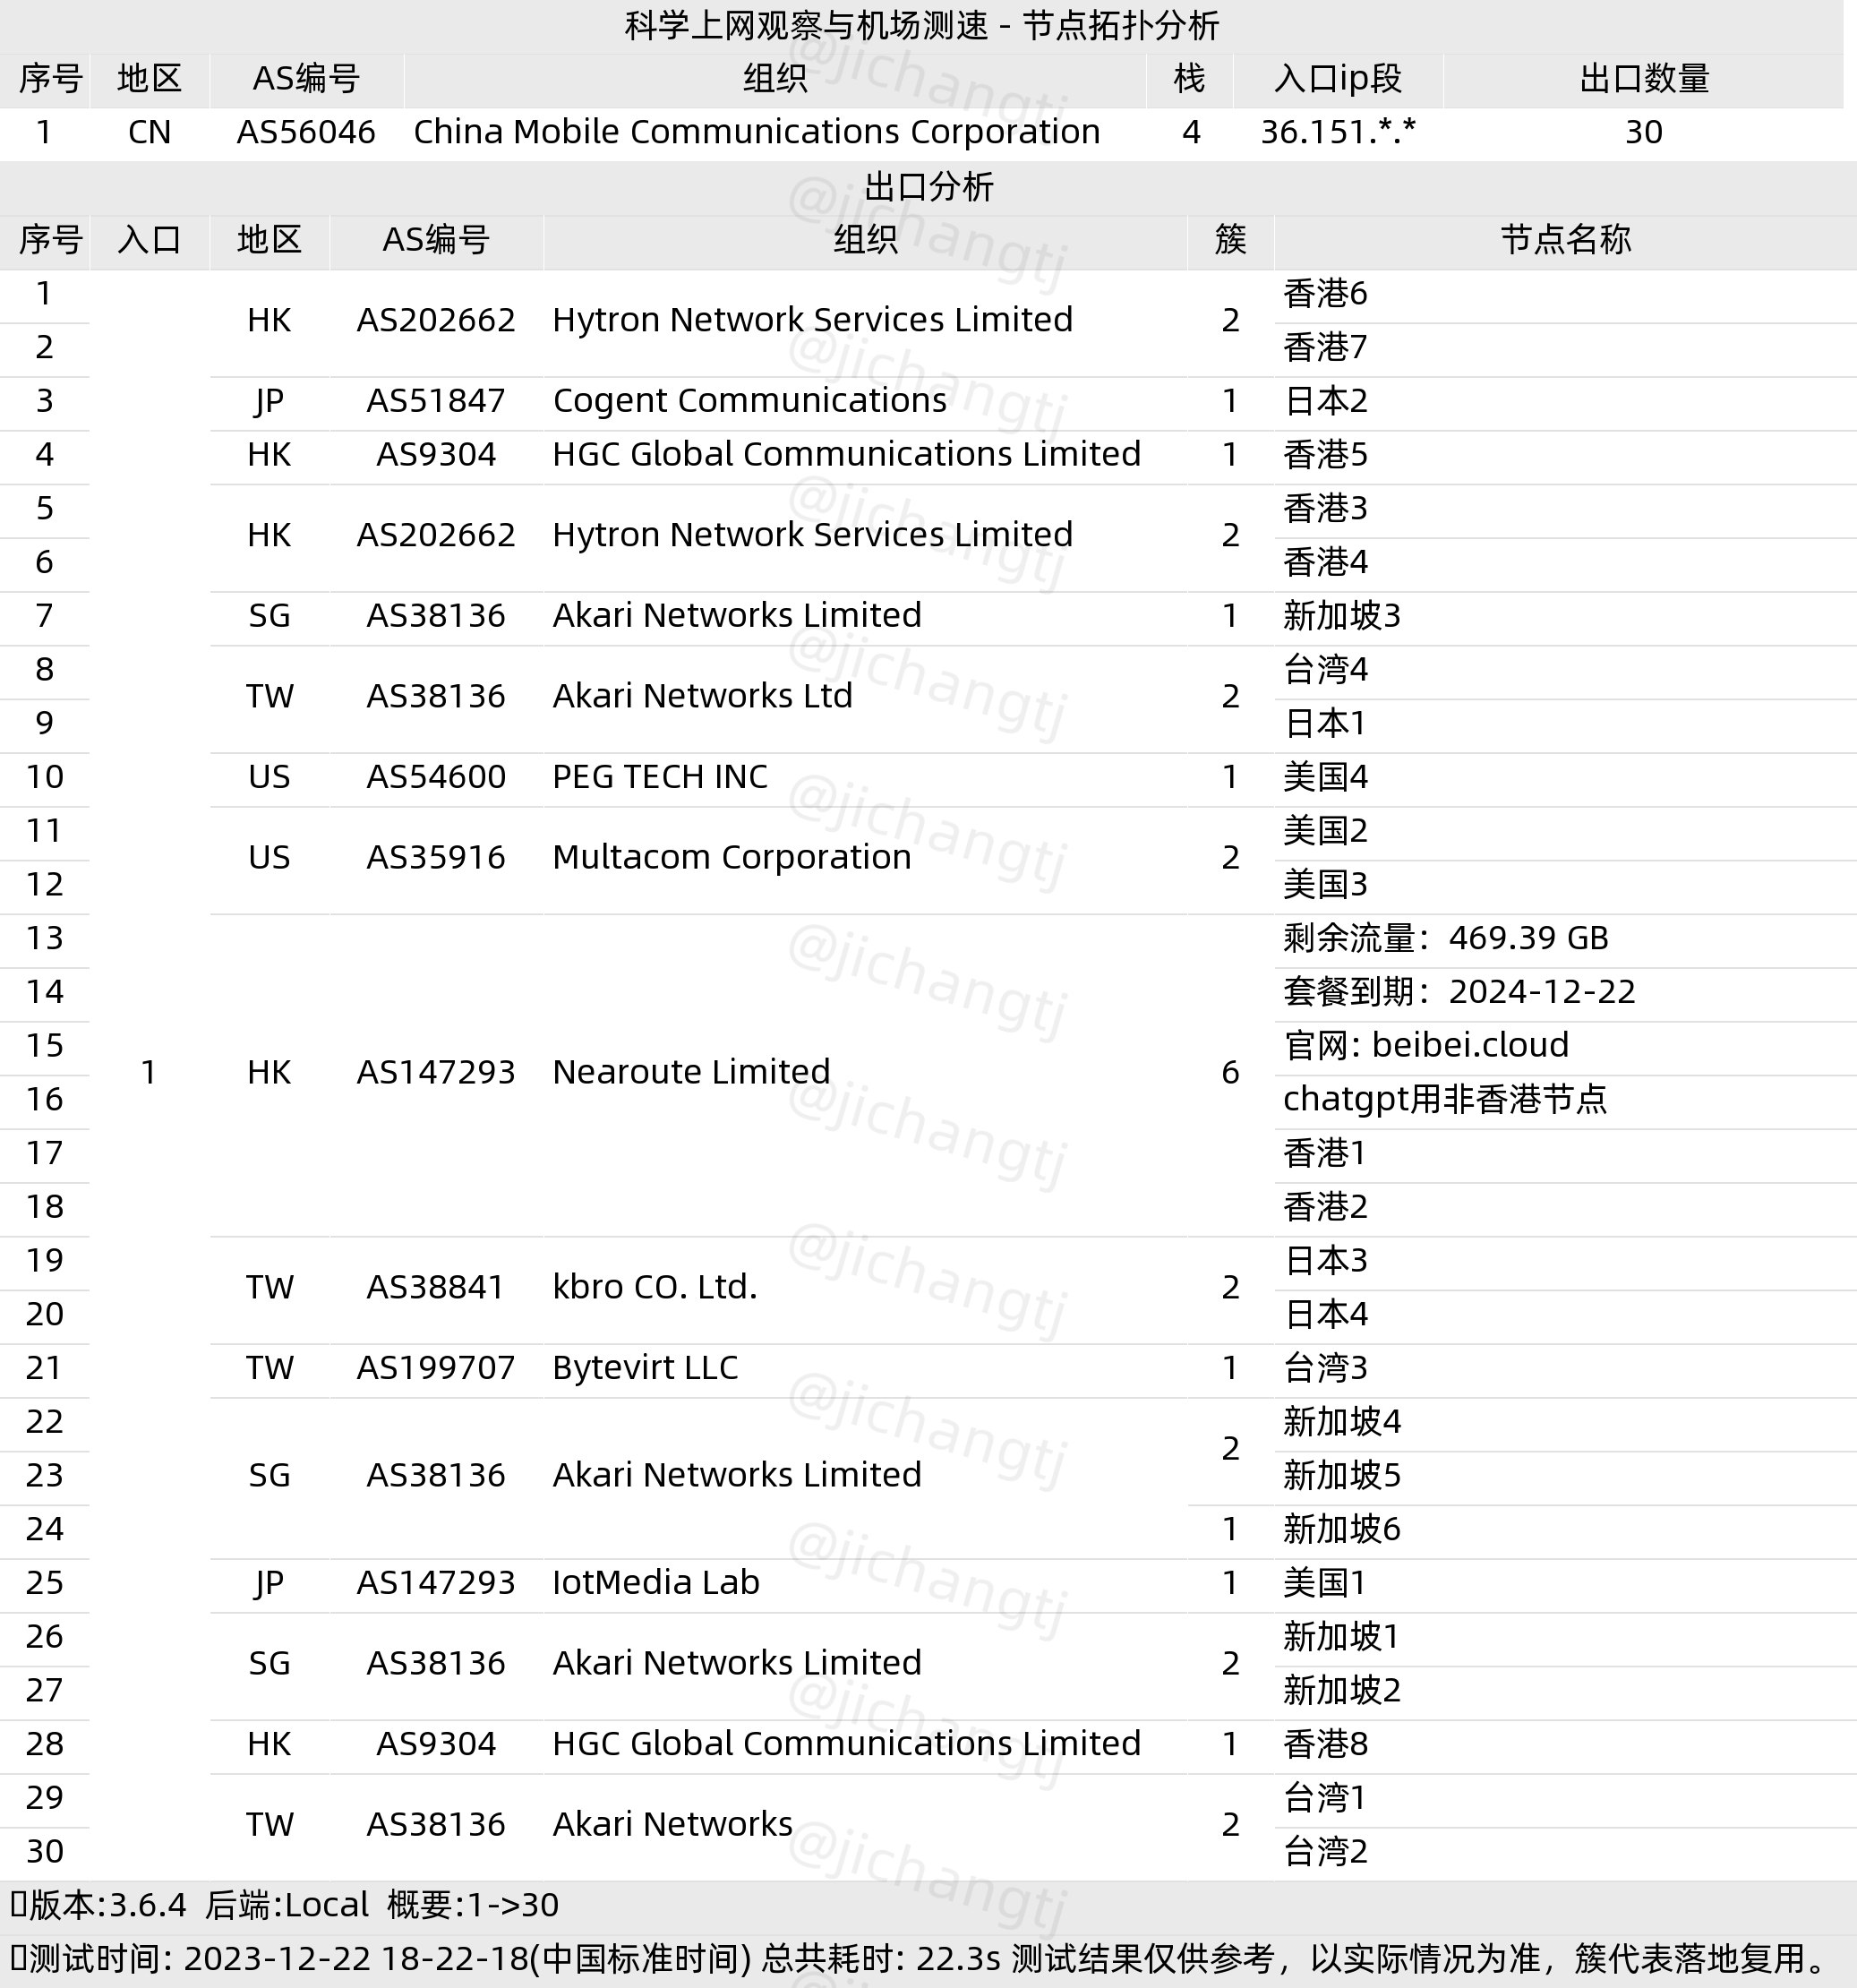 科学上网观察与机场测速 - 节点拓扑分析
序号 地区 AS编号 组织 栈 入口ip段 出口数量
1 CN AS56046 China Mobile Communications Corporation 4 36.151.*.* 30
出口分析
序号 入口 地区 AS编号 组织 簇 节点名称
1 HK AS202662 Hytron Network Services Limited 2 香港6
2 香港7
3 JP AS51847 Cogent Communications 1 日本2
4 HK AS9304 HGC Global Communications Limited 1 香港5
5 HK AS202662 Hytron Network Services Limited 2 香港3
6 香港4
7 SG AS38136 Akari Networks Limited 1 新加坡3
8 TW AS38136 Akari Networks Ltd 2 台湾4
9 日本1
10 US AS54600 PEG TECH INC 1 美国4
11 US AS35916 Multacom Corporation 2 美国2
12 美国3
13 剩余流量：469.39 GB
14 套餐到期：2024-12-22
15 官网: beibei.cloud
1 HK AS147293 Nearoute Limited 6
16 chatgpt用非香港节点
17 香港1
18 香港2
19 TW AS38841 kbro CO. Ltd. 2 日本3
20 日本4
21 TW AS199707 Bytevirt LLC 1 台湾3
22 2 新加坡4
23 SG AS38136 Akari Networks Limited 新加坡5
24 1 新加坡6
25 JP AS147293 IotMedia Lab 1 美国1
26 SG AS38136 Akari Networks Limited 2 新加坡1
27 新加坡2
28 HK AS9304 HGC Global Communications Limited 1 香港8
29 TW AS38136 Akari Networks 2 台湾1
30 台湾2
版本:3.6.4 后端:Local 概要:1->30
测试时间: 2023-12-22 18-22-18(中国标准时间) 总共耗时: 22.3s 测试结果仅供参考，以实际情况为准，簇代表落地复用。
@jichangtj
@jichangtj
@jichangtj
@jichangtj
@jichangtj
@jichangtj
@jichangtj
@jichangtj
@jichangtj
@jichangtj
@jichangtj
@jichangtj
@jichangtj